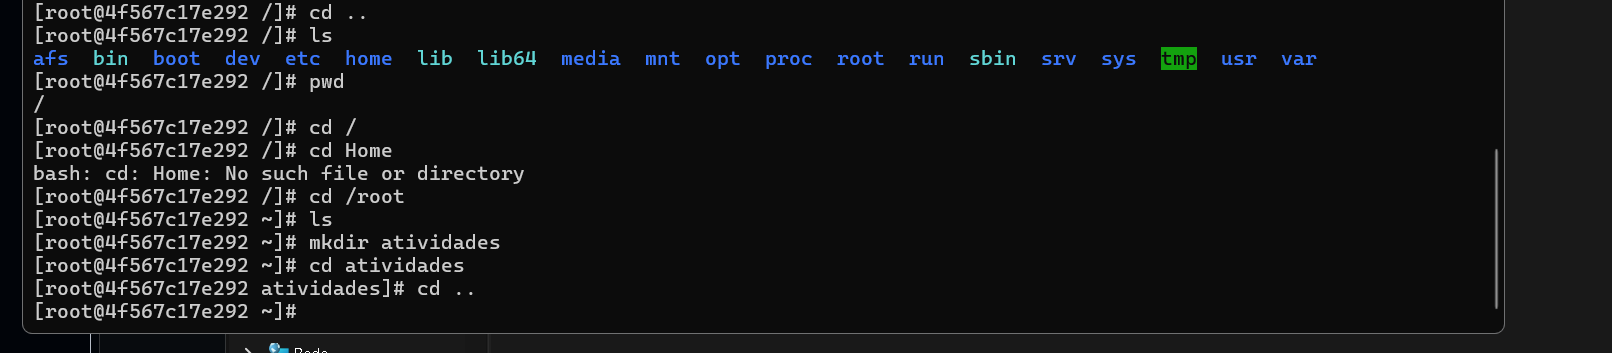 [root@4f567c17e292 /]# cd ..
[root@4f567c17e292 /]# ls
afs bin boot dev etc home lib lib64 media mnt opt proc root run sbin srv sys tmp usr var
[root@4f567c17e292 /]# pwd
/
[root@4f567c17e292 /]# cd /
[root@4f567c17e292 /]# cd Home
bash: cd: Home: No such file or directory
[root@4f567c17e292 /]# cd /root
[root@4f567c17e292 ~]# ls
[root@4f567c17e292 ~]# mkdir atividades
[root@4f567c17e292 ~]# cd atividades
[root@4f567c17e292 atividades]# cd ..
[root@4f567c17e292 ~]#